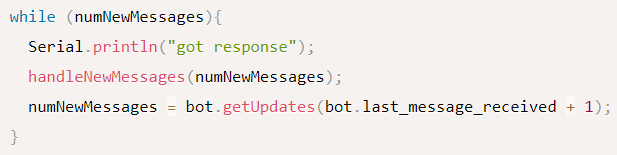 while (numNewMessages){
  Serial.println("got response");
  handleNewMessages(numNewMessages);
  numNewMessages = bot.getUpdates(bot.last_message_received + 1);
}